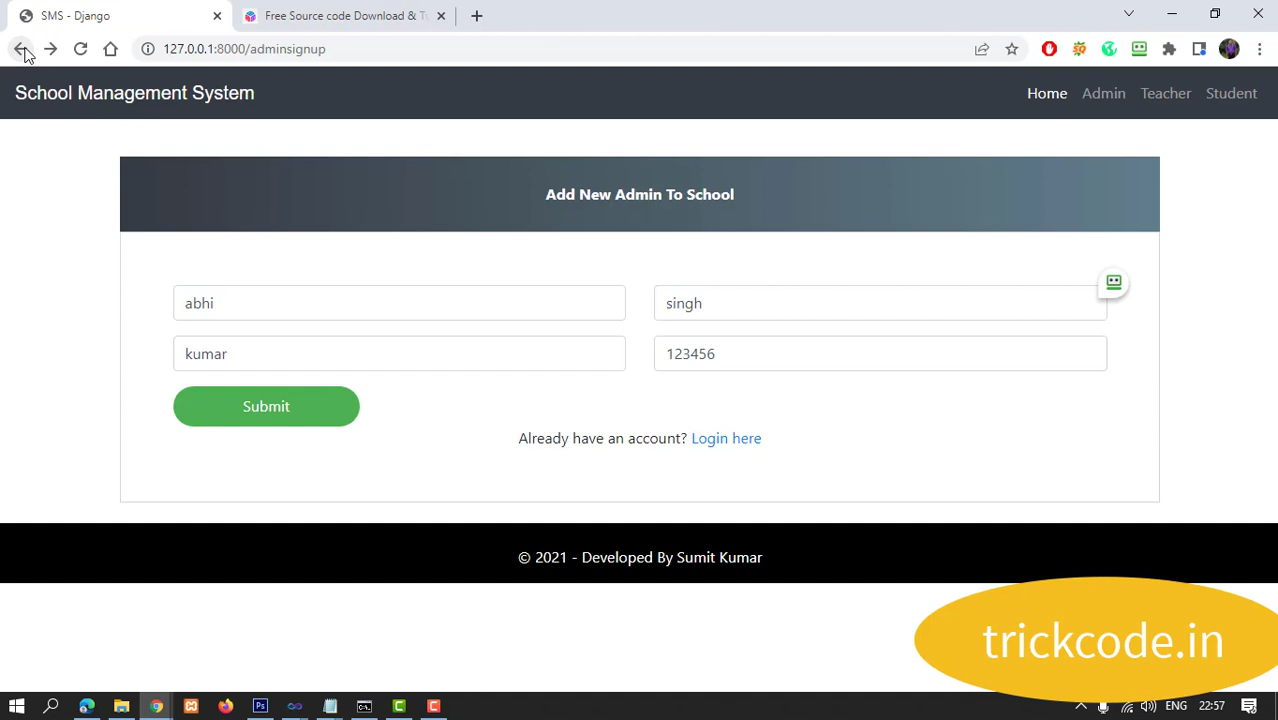 SMS - Django
Free Source code Download & Tu
127.0.0.1:8000/adminsignup
School Management System
Home Admin Teacher Student
Add New Admin To School
abhi
singh
kumar
123456
Submit
Already have an account? Login here
© 2021 - Developed By Sumit Kumar
trickcode.in
Ps
ENG
22:57